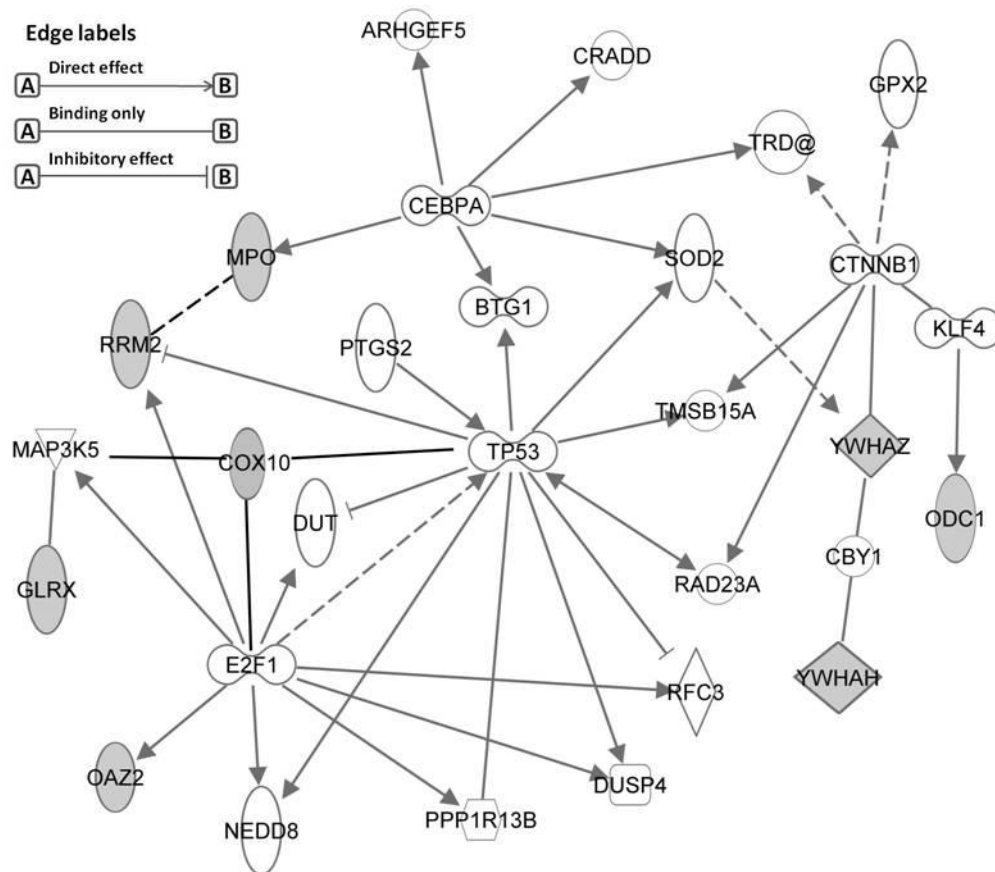 Edge labels
Direct effect
A B
Binding only
A B
Inhibitory effect
A B
ARHGEF5
CRADD
GPX2
TRD@
CEBPA
MPO
SOD2
CTNNB1
BTG1
KLF4
RRM2
PTGS2
TMSB15A
MAP3K5
COX10
TP53
YWHAZ
DUT
ODC1
CBY1
GLRX
RAD23A
E2F1
YWHAH
RFC3
OAZ2
DUSP4
NEDD8
PPP1R13B